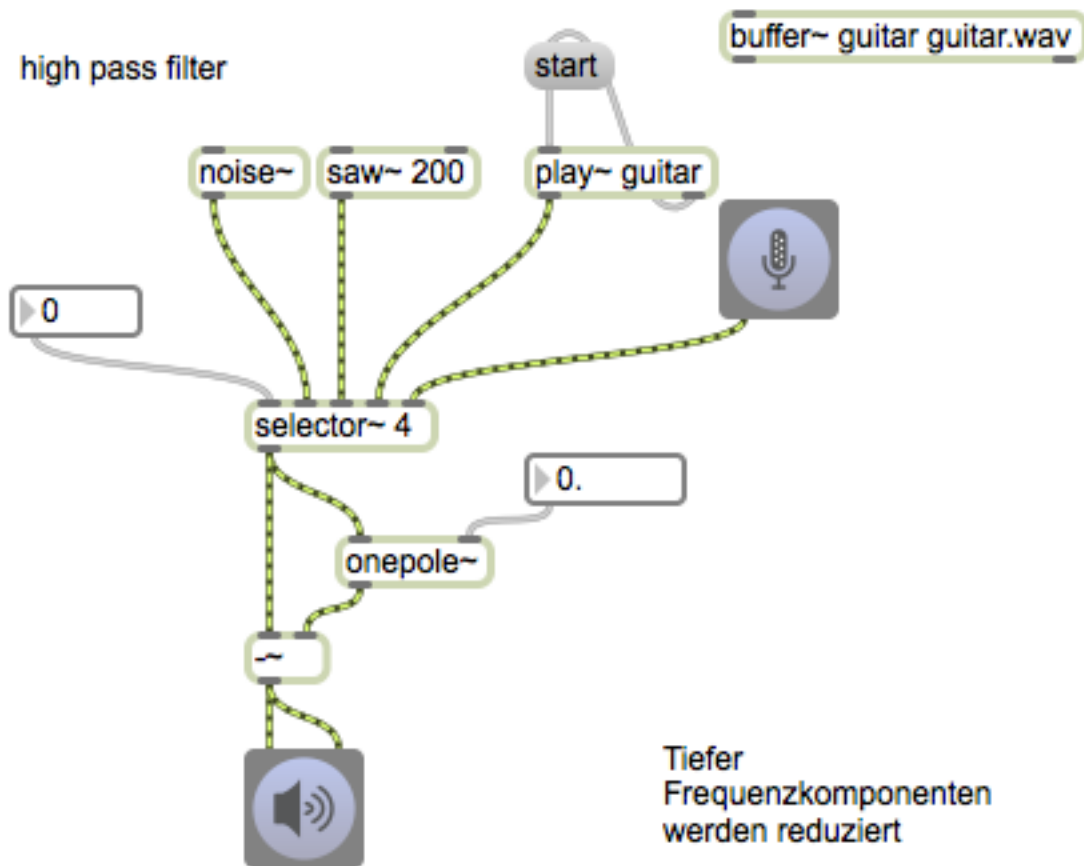 buffer~ guitar guitar.wav
high pass filter
start
noise~
saw~ 200
play~ guitar
0
selector~ 4
0.
onepole~
-~
Tiefer
Frequenzkomponenten
werden reduziert